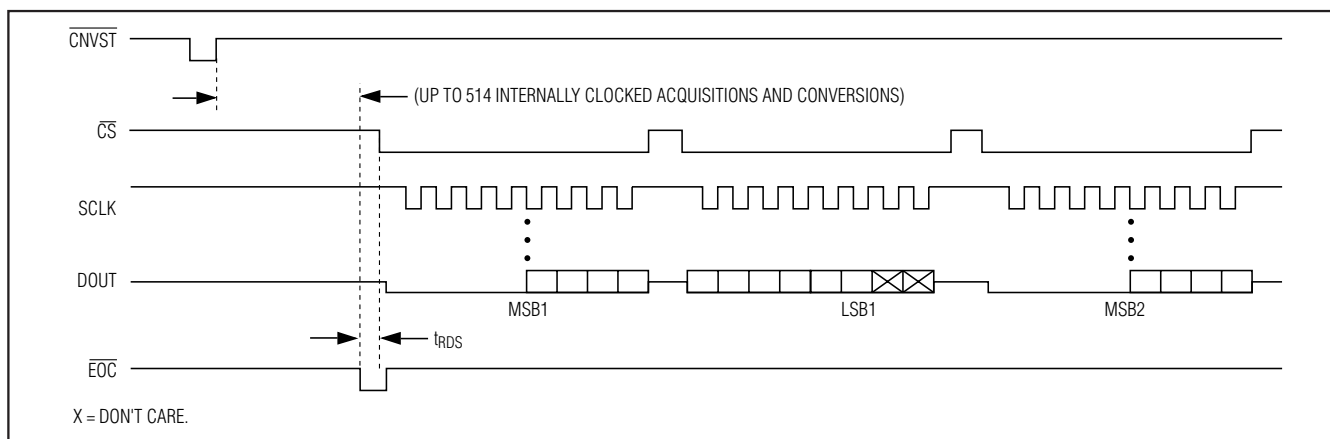 CNVST
(UP TO 514 INTERNALLY CLOCKED ACQUISITIONS AND CONVERSIONS)
CS
SCLK
DOUT
MSB1
LSB1
MSB2
tRDS
EOC
X = DON'T CARE.